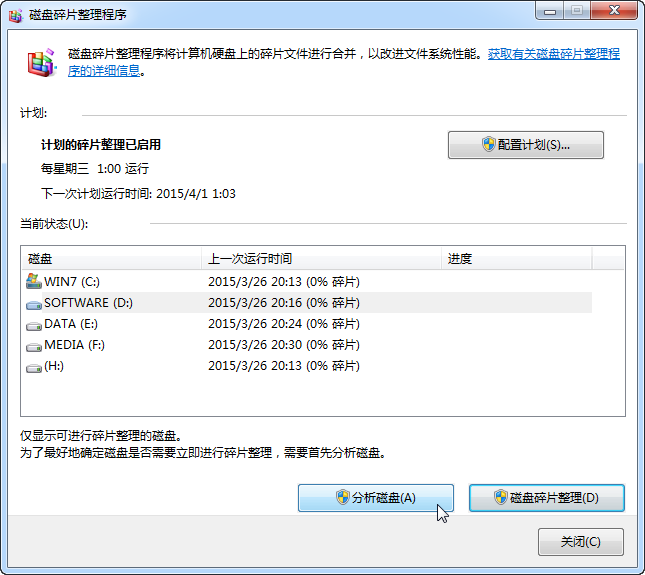 磁盘碎片整理程序
磁盘碎片整理程序将计算机硬盘上的碎片文件进行合并，以改进文件系统性能。获取有关磁盘碎片整理程
序的详细信息。
计划:
计划的碎片整理已启用
配置计划(S)...
每星期三 1:00 运行
下一次计划运行时间: 2015/4/1 1:03
当前状态(U):
磁盘 上一次运行时间 进度
WIN7 (C:) 2015/3/26 20:13 (0% 碎片)
SOFTWARE (D:) 2015/3/26 20:16 (0% 碎片)
DATA (E:) 2015/3/26 20:24 (0% 碎片)
MEDIA (F:) 2015/3/26 20:30 (0% 碎片)
(H:) 2015/3/26 20:13 (0% 碎片)
仅显示可进行碎片整理的磁盘。
为了最好地确定磁盘是否需要立即进行碎片整理，需要首先分析磁盘。
分析磁盘(A) 磁盘碎片整理(D)
关闭(C)